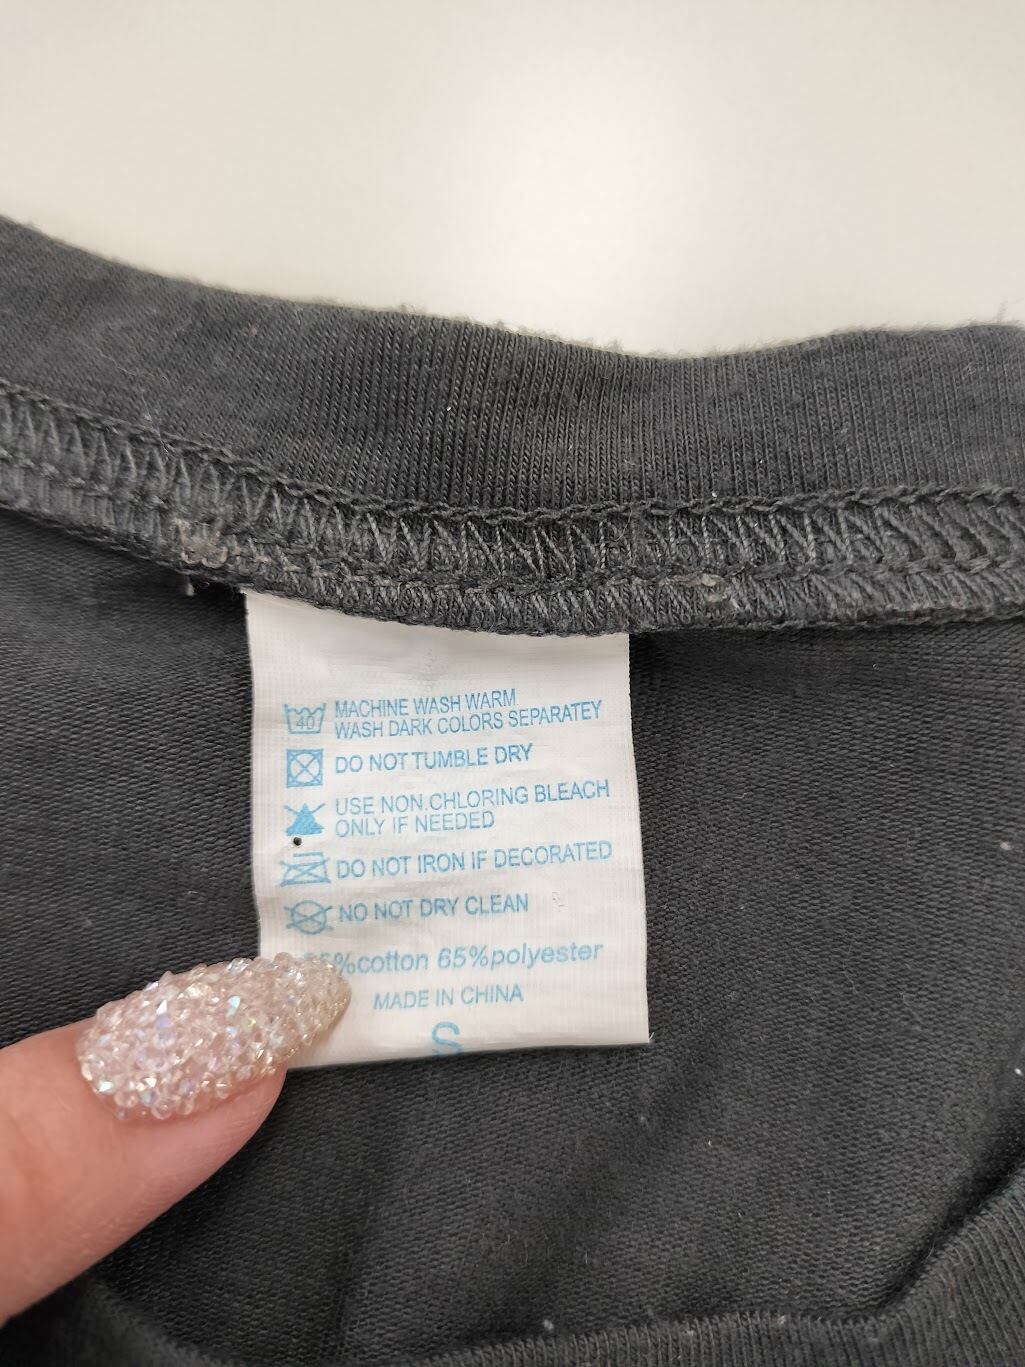 40
MACHINE WASH WARM
WASH DARK COLORS SEPARATEY
DO NOT TUMBLE DRY
USE NON.CHLORING BLEACH
ONLY IF NEEDED
DO NOT IRON IF DECORATED
NO NOT DRY CLEAN
65%polyester
MADE IN CHINA
S